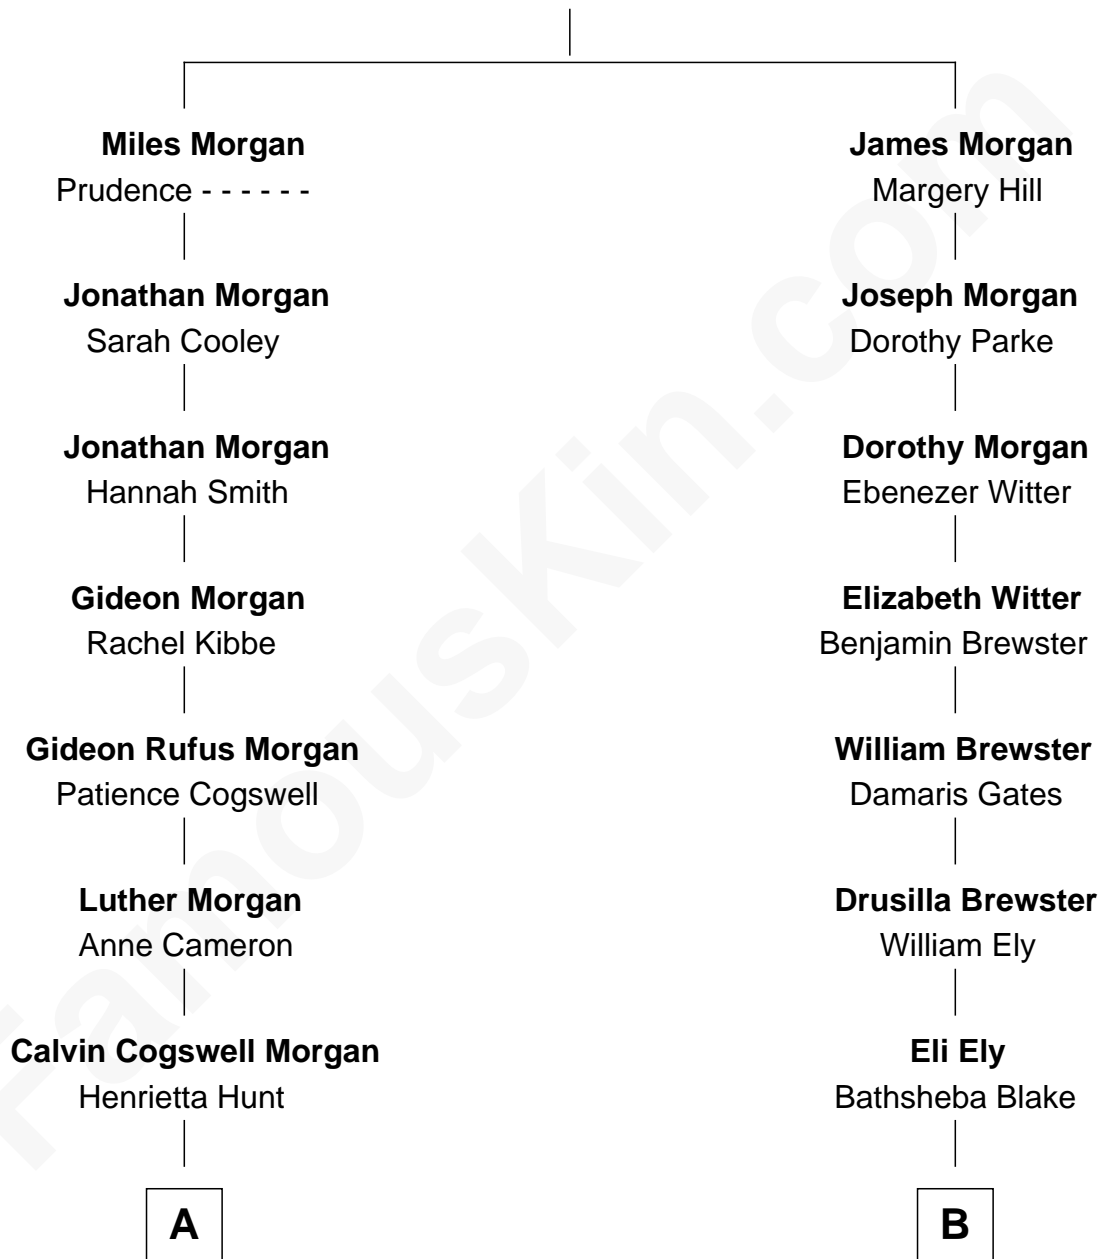 Miles Morgan
Prudence - - - - - -
Jonathan Morgan
Sarah Cooley
Jonathan Morgan
Hannah Smith
Gideon Morgan
Rachel Kibbe
Gideon Rufus Morgan
Patience Cogswell
Luther Morgan
Anne Cameron
Calvin Cogswell Morgan
Henrietta Hunt
A
James Morgan
Margery Hill
Joseph Morgan
Dorothy Parke
Dorothy Morgan
Ebenezer Witter
Elizabeth Witter
Benjamin Brewster
William Brewster
Damaris Gates
Drusilla Brewster
William Ely
Eli Ely
Bathsheba Blake
B
FamousKin.com